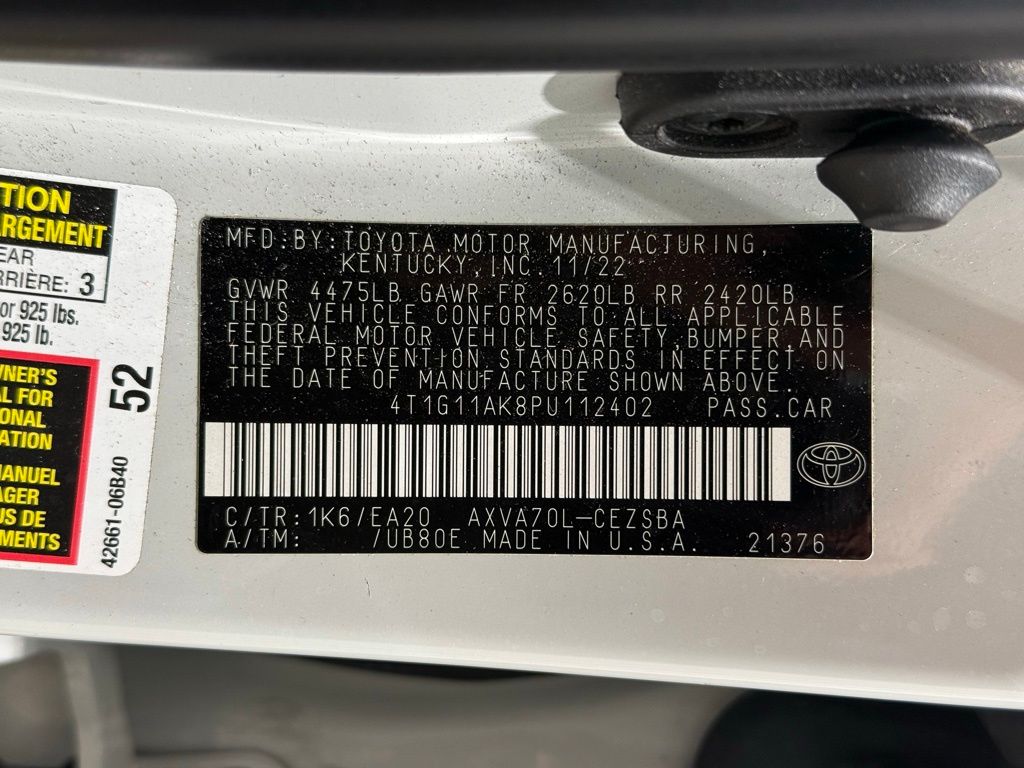 TION
ARGEMENT
EAR
RRIÈRE: 3
or 925 lbs.
925 lb.
WNER'S
AL FOR
ONAL
ATION
MANUEL
AGER
US DE
MENTS
52
42661-06B40
MFD.BY:TOYOTA MOTOR MANUFACTURING,
KENTUCKY,INC.11/22
GVWR 4475LB GAWR FR 2620LB RR 2420LB
THIS VEHICLE CONFORMS TO ALL APPLICABLE
FEDERAL MOTOR VEHICLE SAFETY,BUMPER,AND
THEFT PREVENTION STANDARDS IN EFFECT ON
THE DATE OF MANUFACTURE SHOWN ABOVE.
4T1G11AK8PU112402 PASS.CAR
C/TR:1K6/EA20 AXVA70L-CEZSBA
A/TM: /UB80E MADE IN U.S.A. 21376